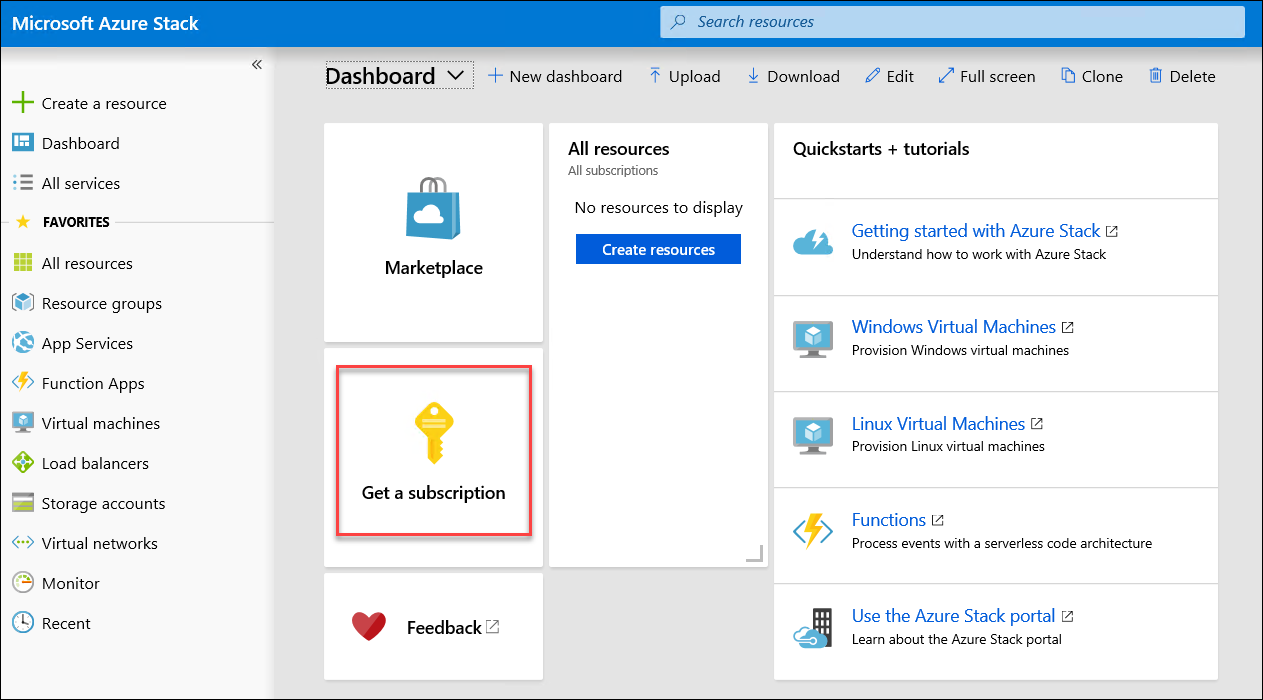 Microsoft Azure Stack
Search resources
Create a resource
Dashboard
All services
FAVORITES
All resources
Resource groups
App Services
Function Apps
Virtual machines
Load balancers
Storage accounts
Virtual networks
Monitor
Recent
Dashboard
New dashboard
Upload
Download
Edit
Full screen
Clone
Delete
Marketplace
Get a subscription
Feedback
All resources
All subscriptions
No resources to display
Create resources
Quickstarts + tutorials
Getting started with Azure Stack
Understand how to work with Azure Stack
Windows Virtual Machines
Provision Windows virtual machines
Linux Virtual Machines
Provision Linux virtual machines
Functions
Process events with a serverless code architecture
Use the Azure Stack portal
Learn about the Azure Stack portal